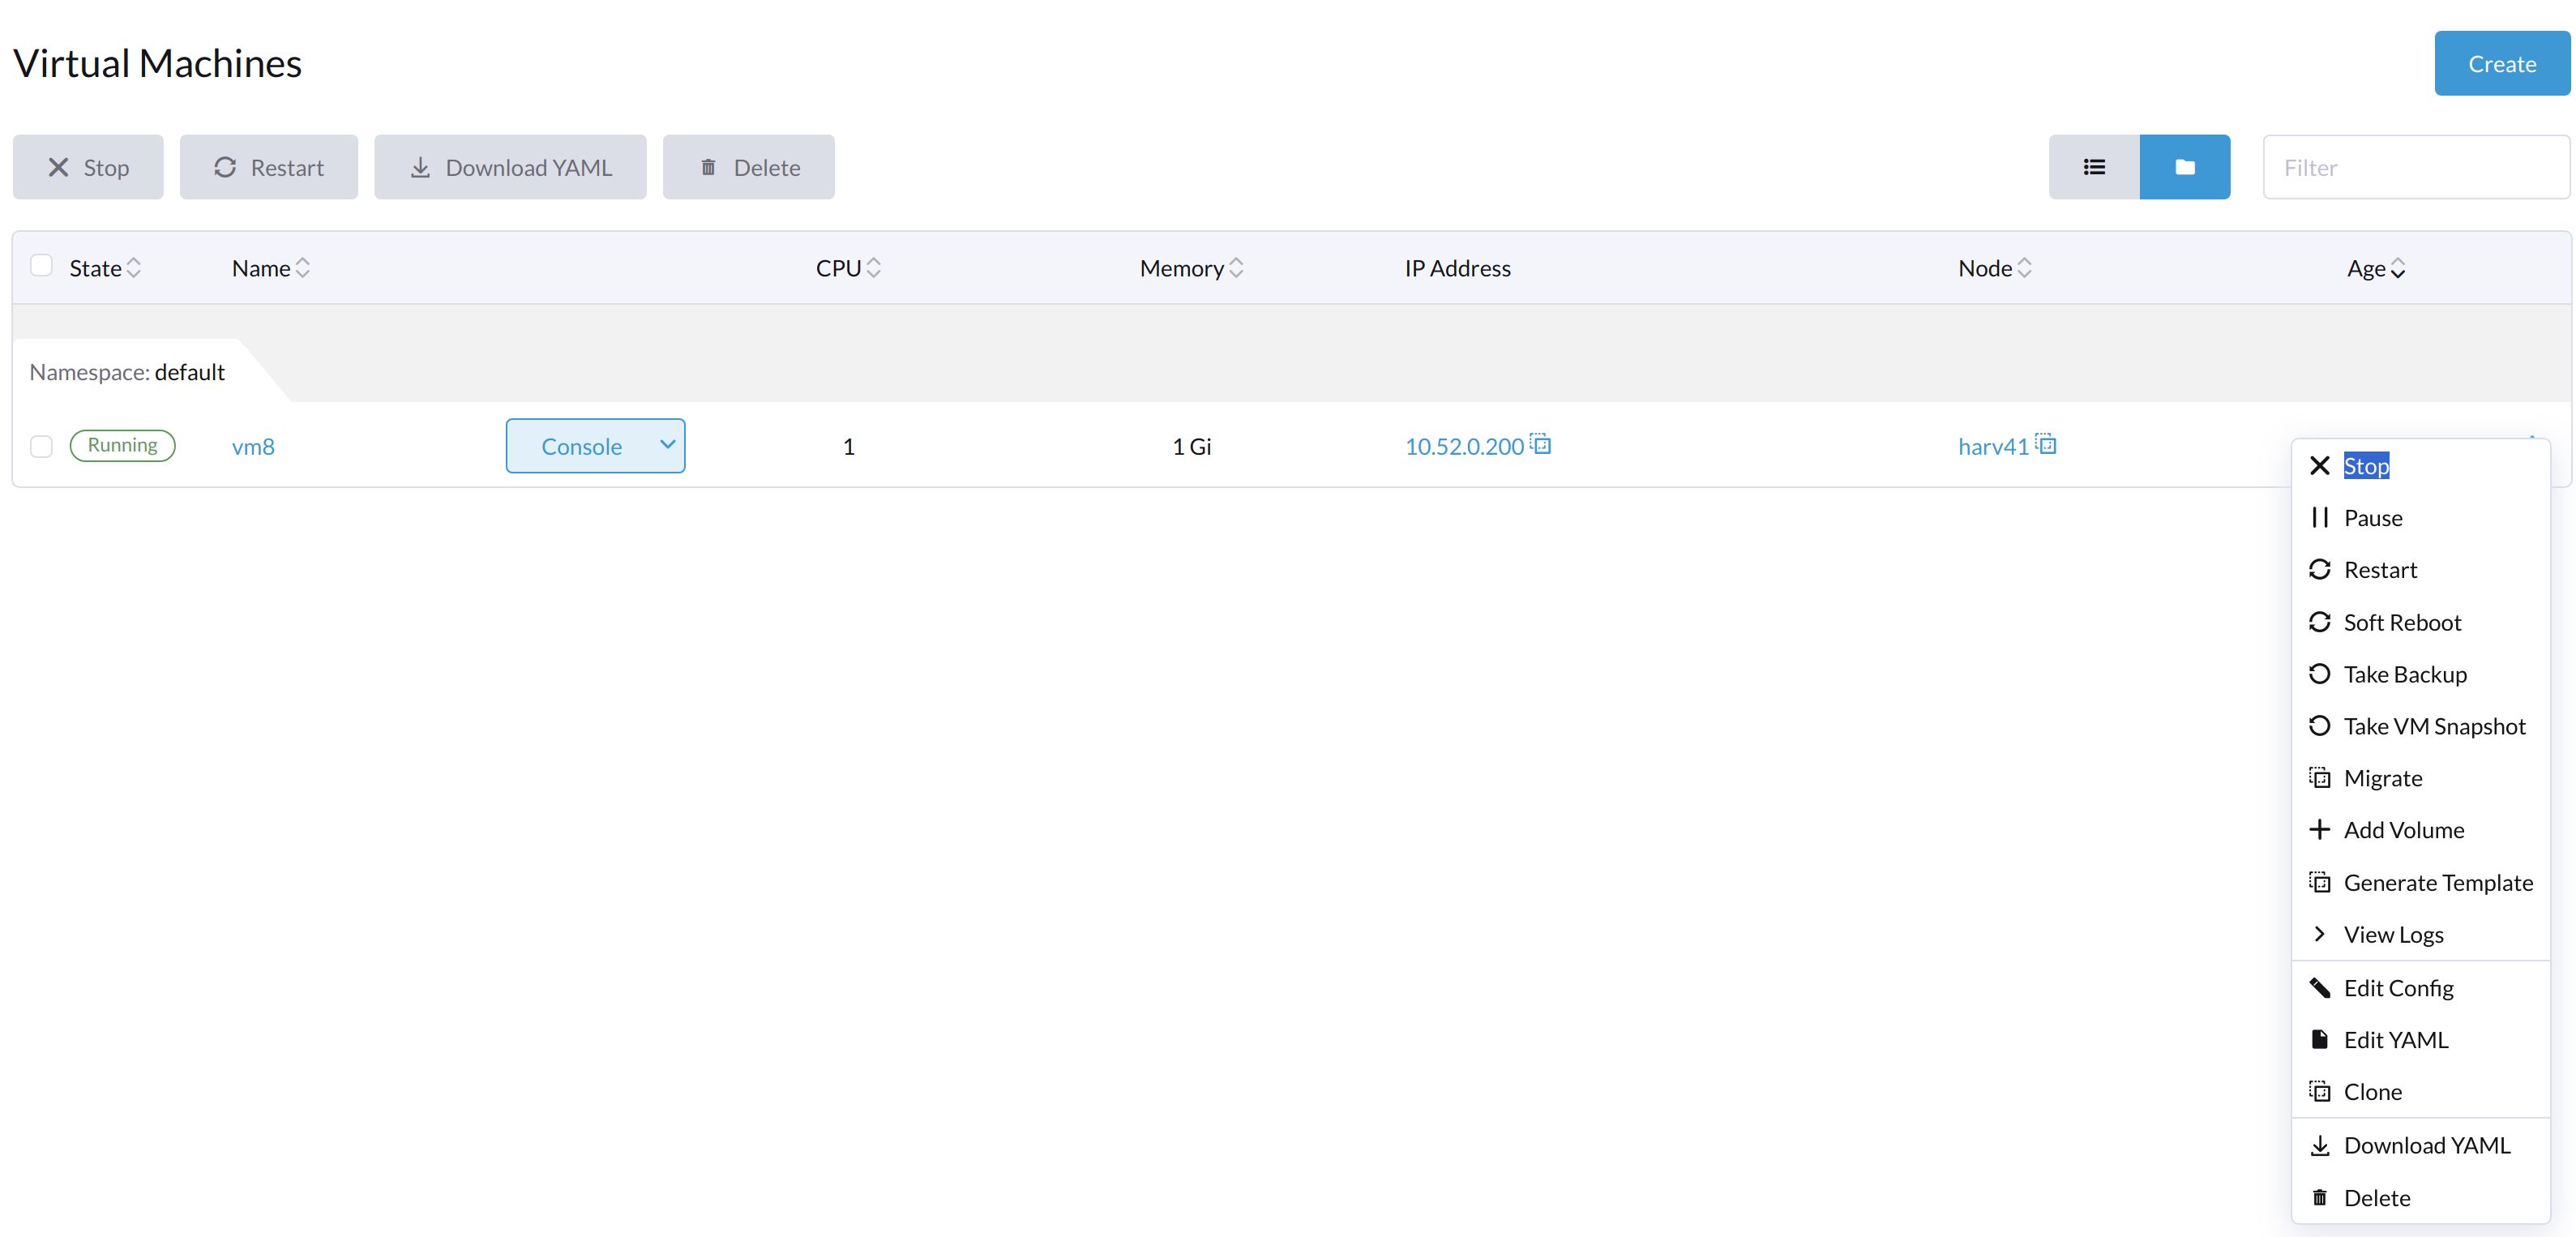 Virtual Machines
Create
Stop Restart Download YAML Delete
Filter
State Name CPU Memory IP Address Node Age
Namespace: default
Running vm8 Console 1 1 Gi 10.52.0.200 harv41
Stop
Pause
Restart
Soft Reboot
Take Backup
Take VM Snapshot
Migrate
Add Volume
Generate Template
View Logs
Edit Config
Edit YAML
Clone
Download YAML
Delete